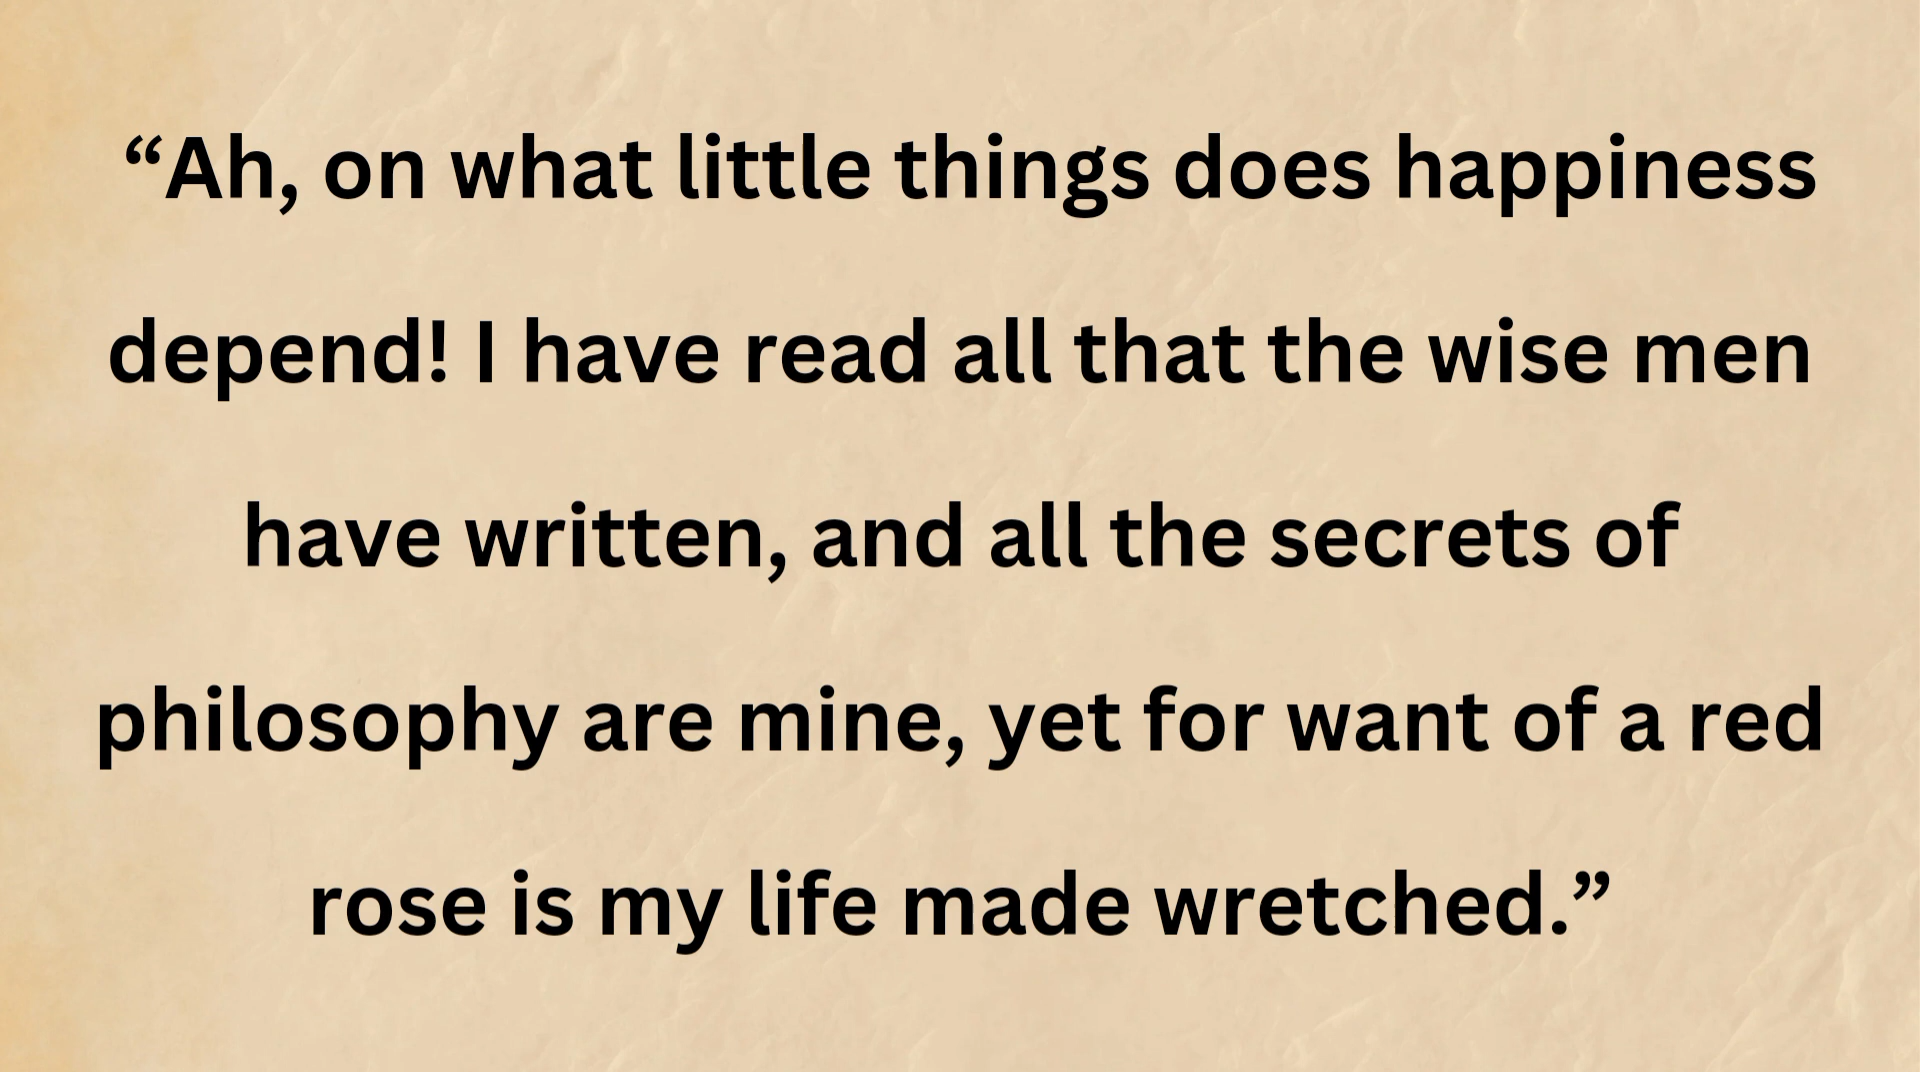 “Ah, on what little things does happiness
depend! I have read all that the wise men
have written, and all the secrets of
philosophy are mine, yet for want of a red
rose is my life made wretched.”